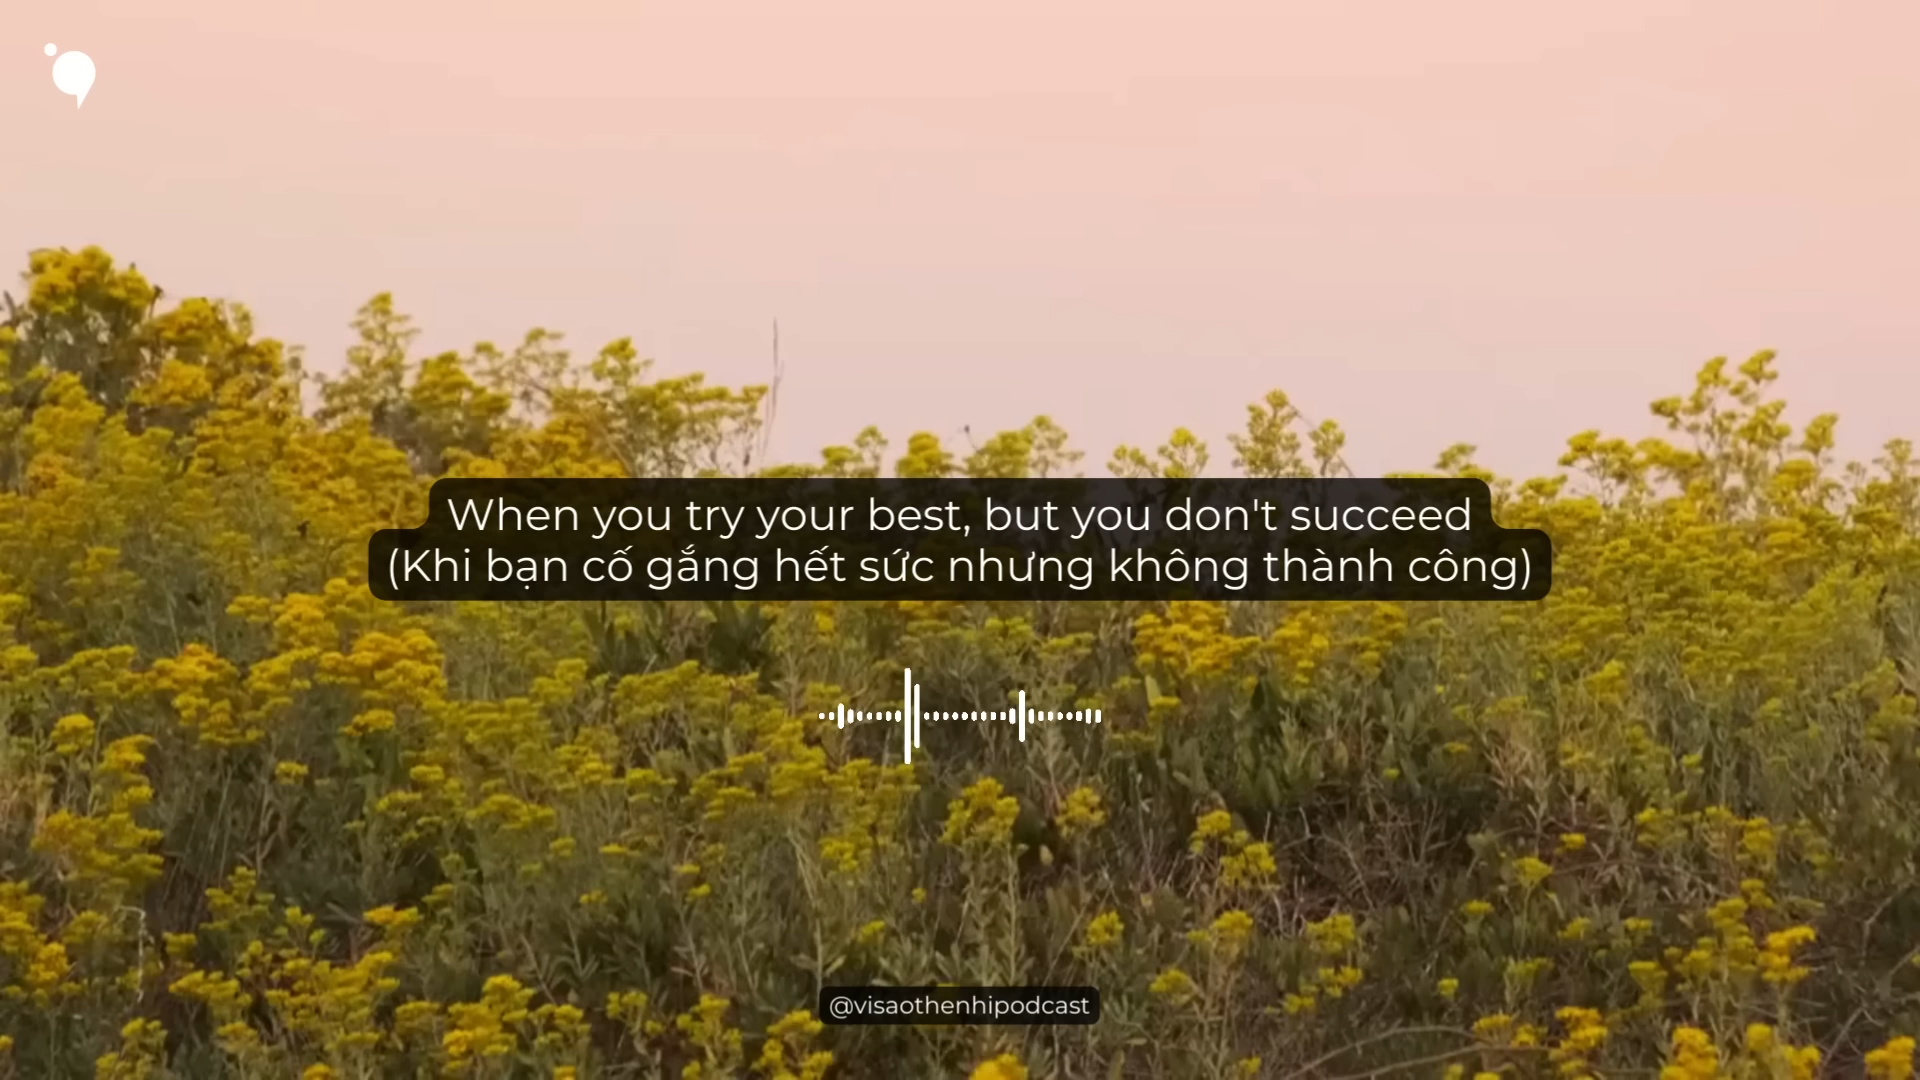 When you try your best, but you don't succeed
(Khi bạn cố gắng hết sức nhưng không thành công)
@visaothenhipodcast